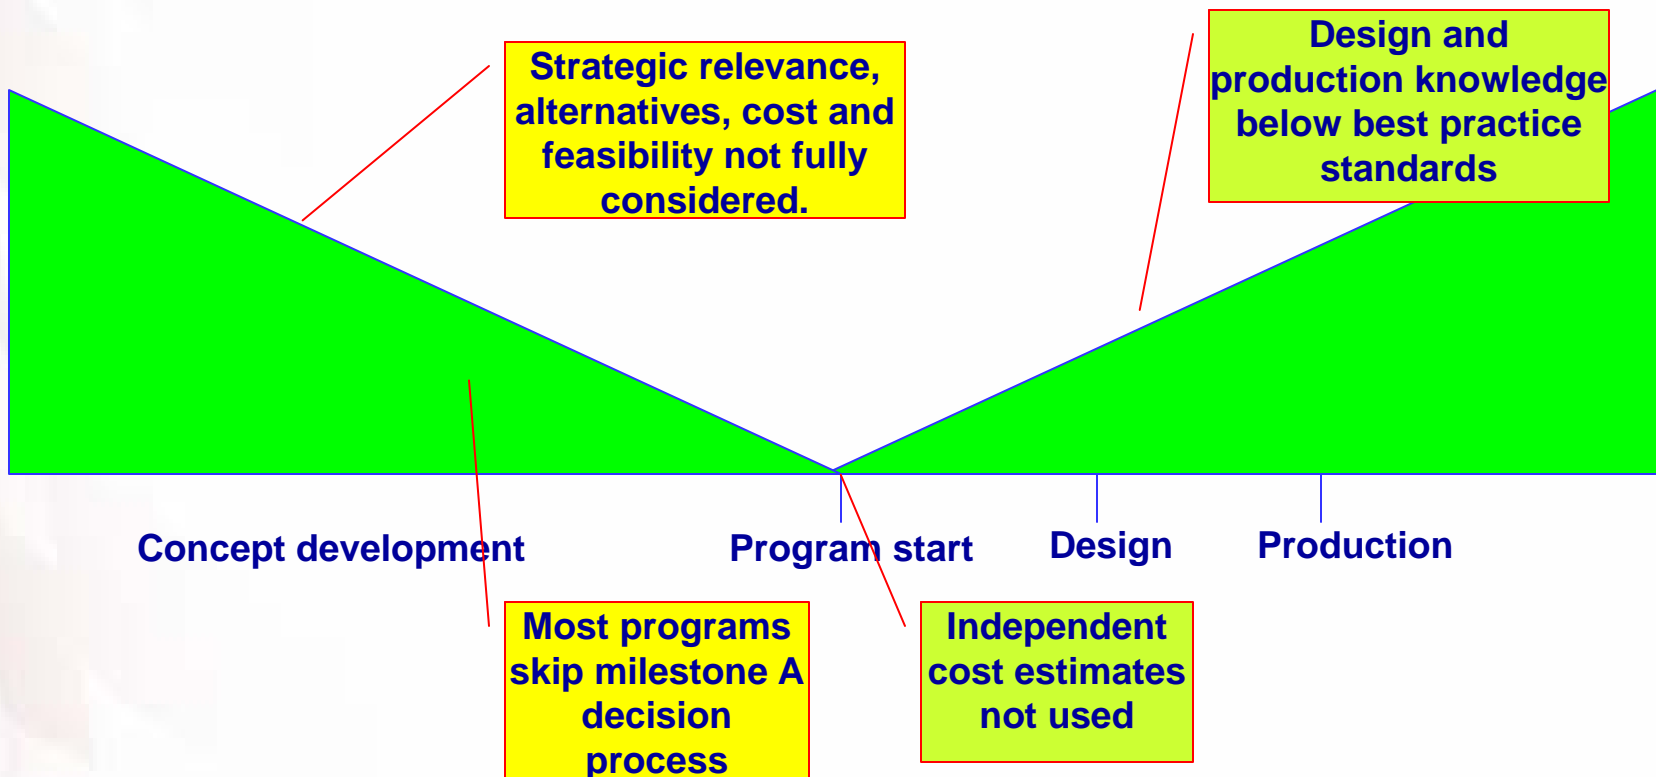 Strategic relevance,
alternatives, cost and
feasibility not fully
considered.
Design and
production knowledge
below best practice
standards
Concept development
Program start
Design
Production
Most programs
skip milestone A
decision
process
Independent
cost estimates
not used